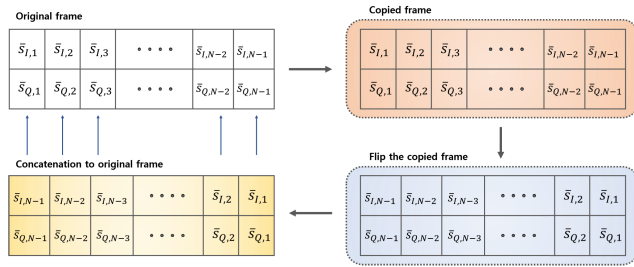 Original frame
s̄I,1 s̄I,2 s̄I,3 • • • • s̄I,N−2 s̄I,N−1
s̄Q,1 s̄Q,2 s̄Q,3 • • • • s̄Q,N−2 s̄Q,N−1
Copied frame
s̄I,1 s̄I,2 s̄I,3 • • • • s̄I,N−2 s̄I,N−1
s̄Q,1 s̄Q,2 s̄Q,3 • • • • s̄Q,N−2 s̄Q,N−1
Concatenation to original frame
s̄I,N−1 s̄I,N−2 s̄I,N−3 • • • • s̄I,2 s̄I,1
s̄Q,N−1 s̄Q,N−2 s̄Q,N−3 • • • • s̄Q,2 s̄Q,1
Flip the copied frame
s̄I,N−1 s̄I,N−2 s̄I,N−3 • • • • s̄I,2 s̄I,1
s̄Q,N−1 s̄Q,N−2 s̄Q,N−3 • • • • s̄Q,2 s̄Q,1